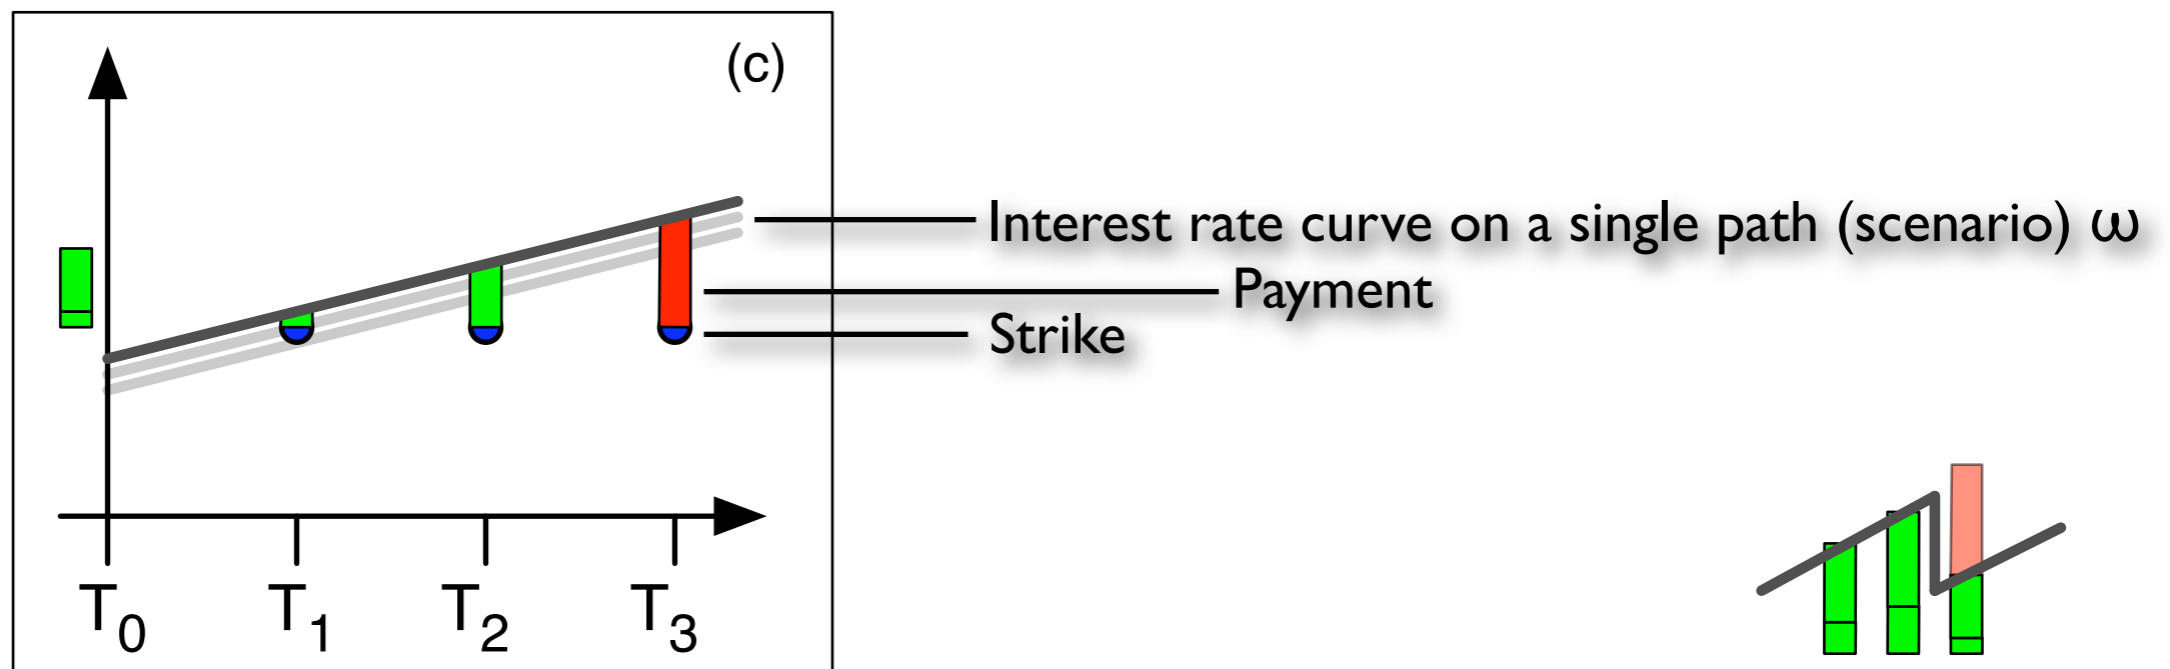 (c)
Interest rate curve on a single path (scenario) ω
Payment
Strike
T0 T1 T2 T3